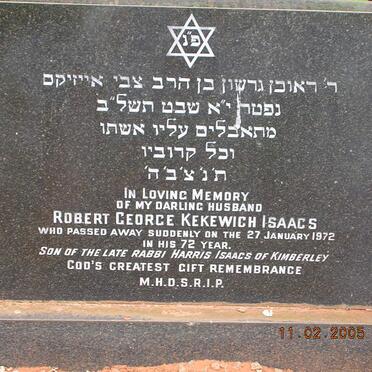 פ"נ
ר' ראובן גרשון בן הרב צבי אייזיקס
נפטר י"א שבט תשל"ב
מתאבלים עליו אשתו
וכל קרוביו
ת'נ'צ'ב'ה'
IN LOVING MEMORY
OF MY DARLING HUSBAND
ROBERT GEORGE KEKEWICH ISAACS
WHO PASSED AWAY SUDDENLY ON THE 27 JANUARY 1972
IN HIS 72 YEAR.
SON OF THE LATE RABBI HARRIS ISAACS OF KIMBERLEY
GOD'S GREATEST GIFT REMEMBRANCE
M.H.D.S.R.I.P.
11.02.2005